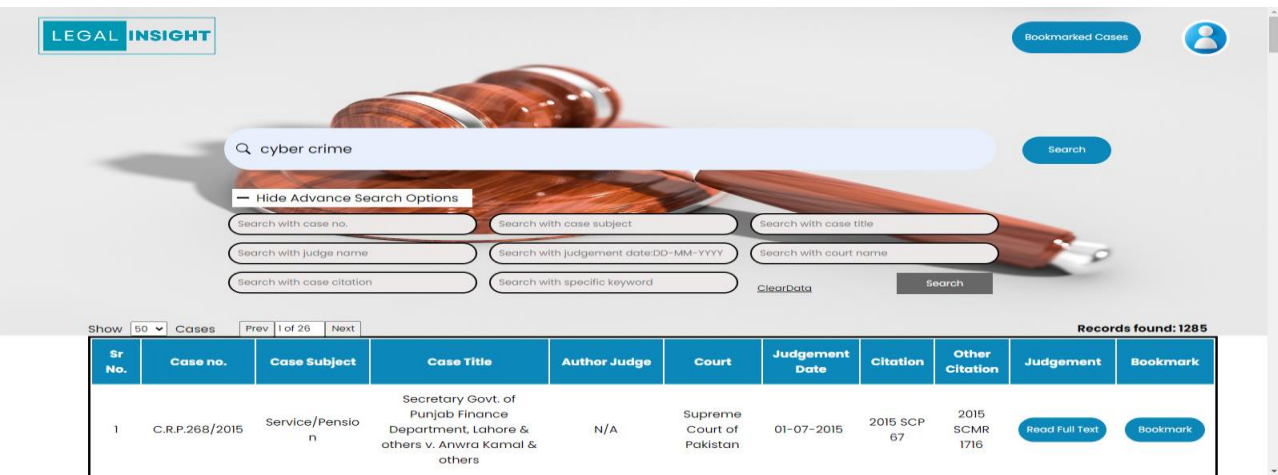 LEGAL INSIGHT
Bookmarked Cases
cyber crime
Search
Hide Advance Search Options
Search with case no.
Search with case subject
Search with case title
Search with judge name
Search with judgement date:DD-MM-YYYY
Search with court name
Search with case citation
Search with specific keyword
ClearData
Search
Show 50 Cases Prev 1 of 26 Next
Records found: 1285
Sr
No.
Case no.
Case Subject
Case Title
Author Judge
Court
Judgement
Date
Citation
Other
Citation
Judgement
Bookmark
1
C.R.P.268/2015
Service/Pensio
n
Secretary Govt. of
Punjab Finance
Department, Lahore &
others v. Anwra Kamal &
others
N/A
Supreme
Court of
Pakistan
01-07-2015
2015 SCP
67
2015
SCMR
1716
Read Full Text
Bookmark